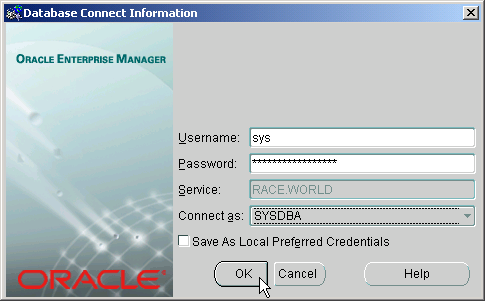 Database Connect Information
ORACLE ENTERPRISE MANAGER
Username: sys
Password: *****************
Service: RACE.WORLD
Connect as: SYSDBA
Save As Local Preferred Credentials
OK Cancel Help
ORACLE®